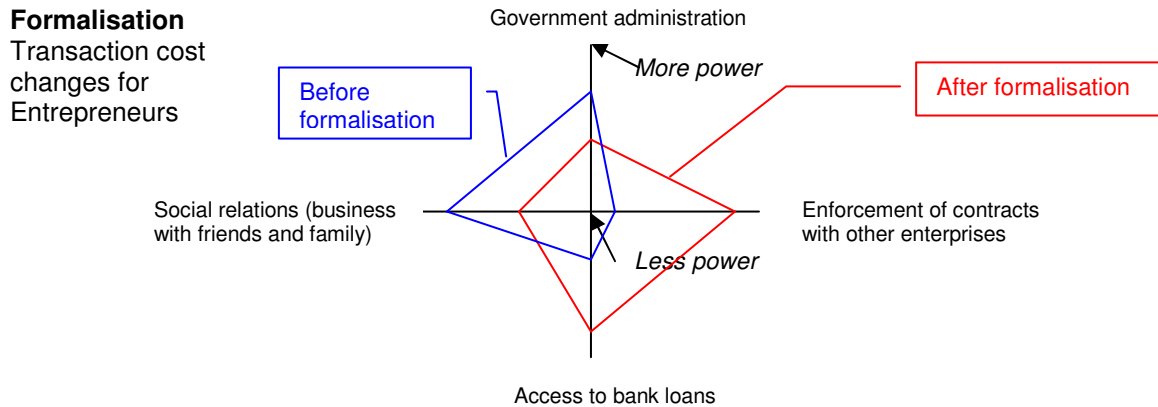 Formalisation
Transaction cost
changes for
Entrepreneurs
Government administration
More power
Before
formalisation
After formalisation
Social relations (business
with friends and family)
Enforcement of contracts
with other enterprises
Less power
Access to bank loans